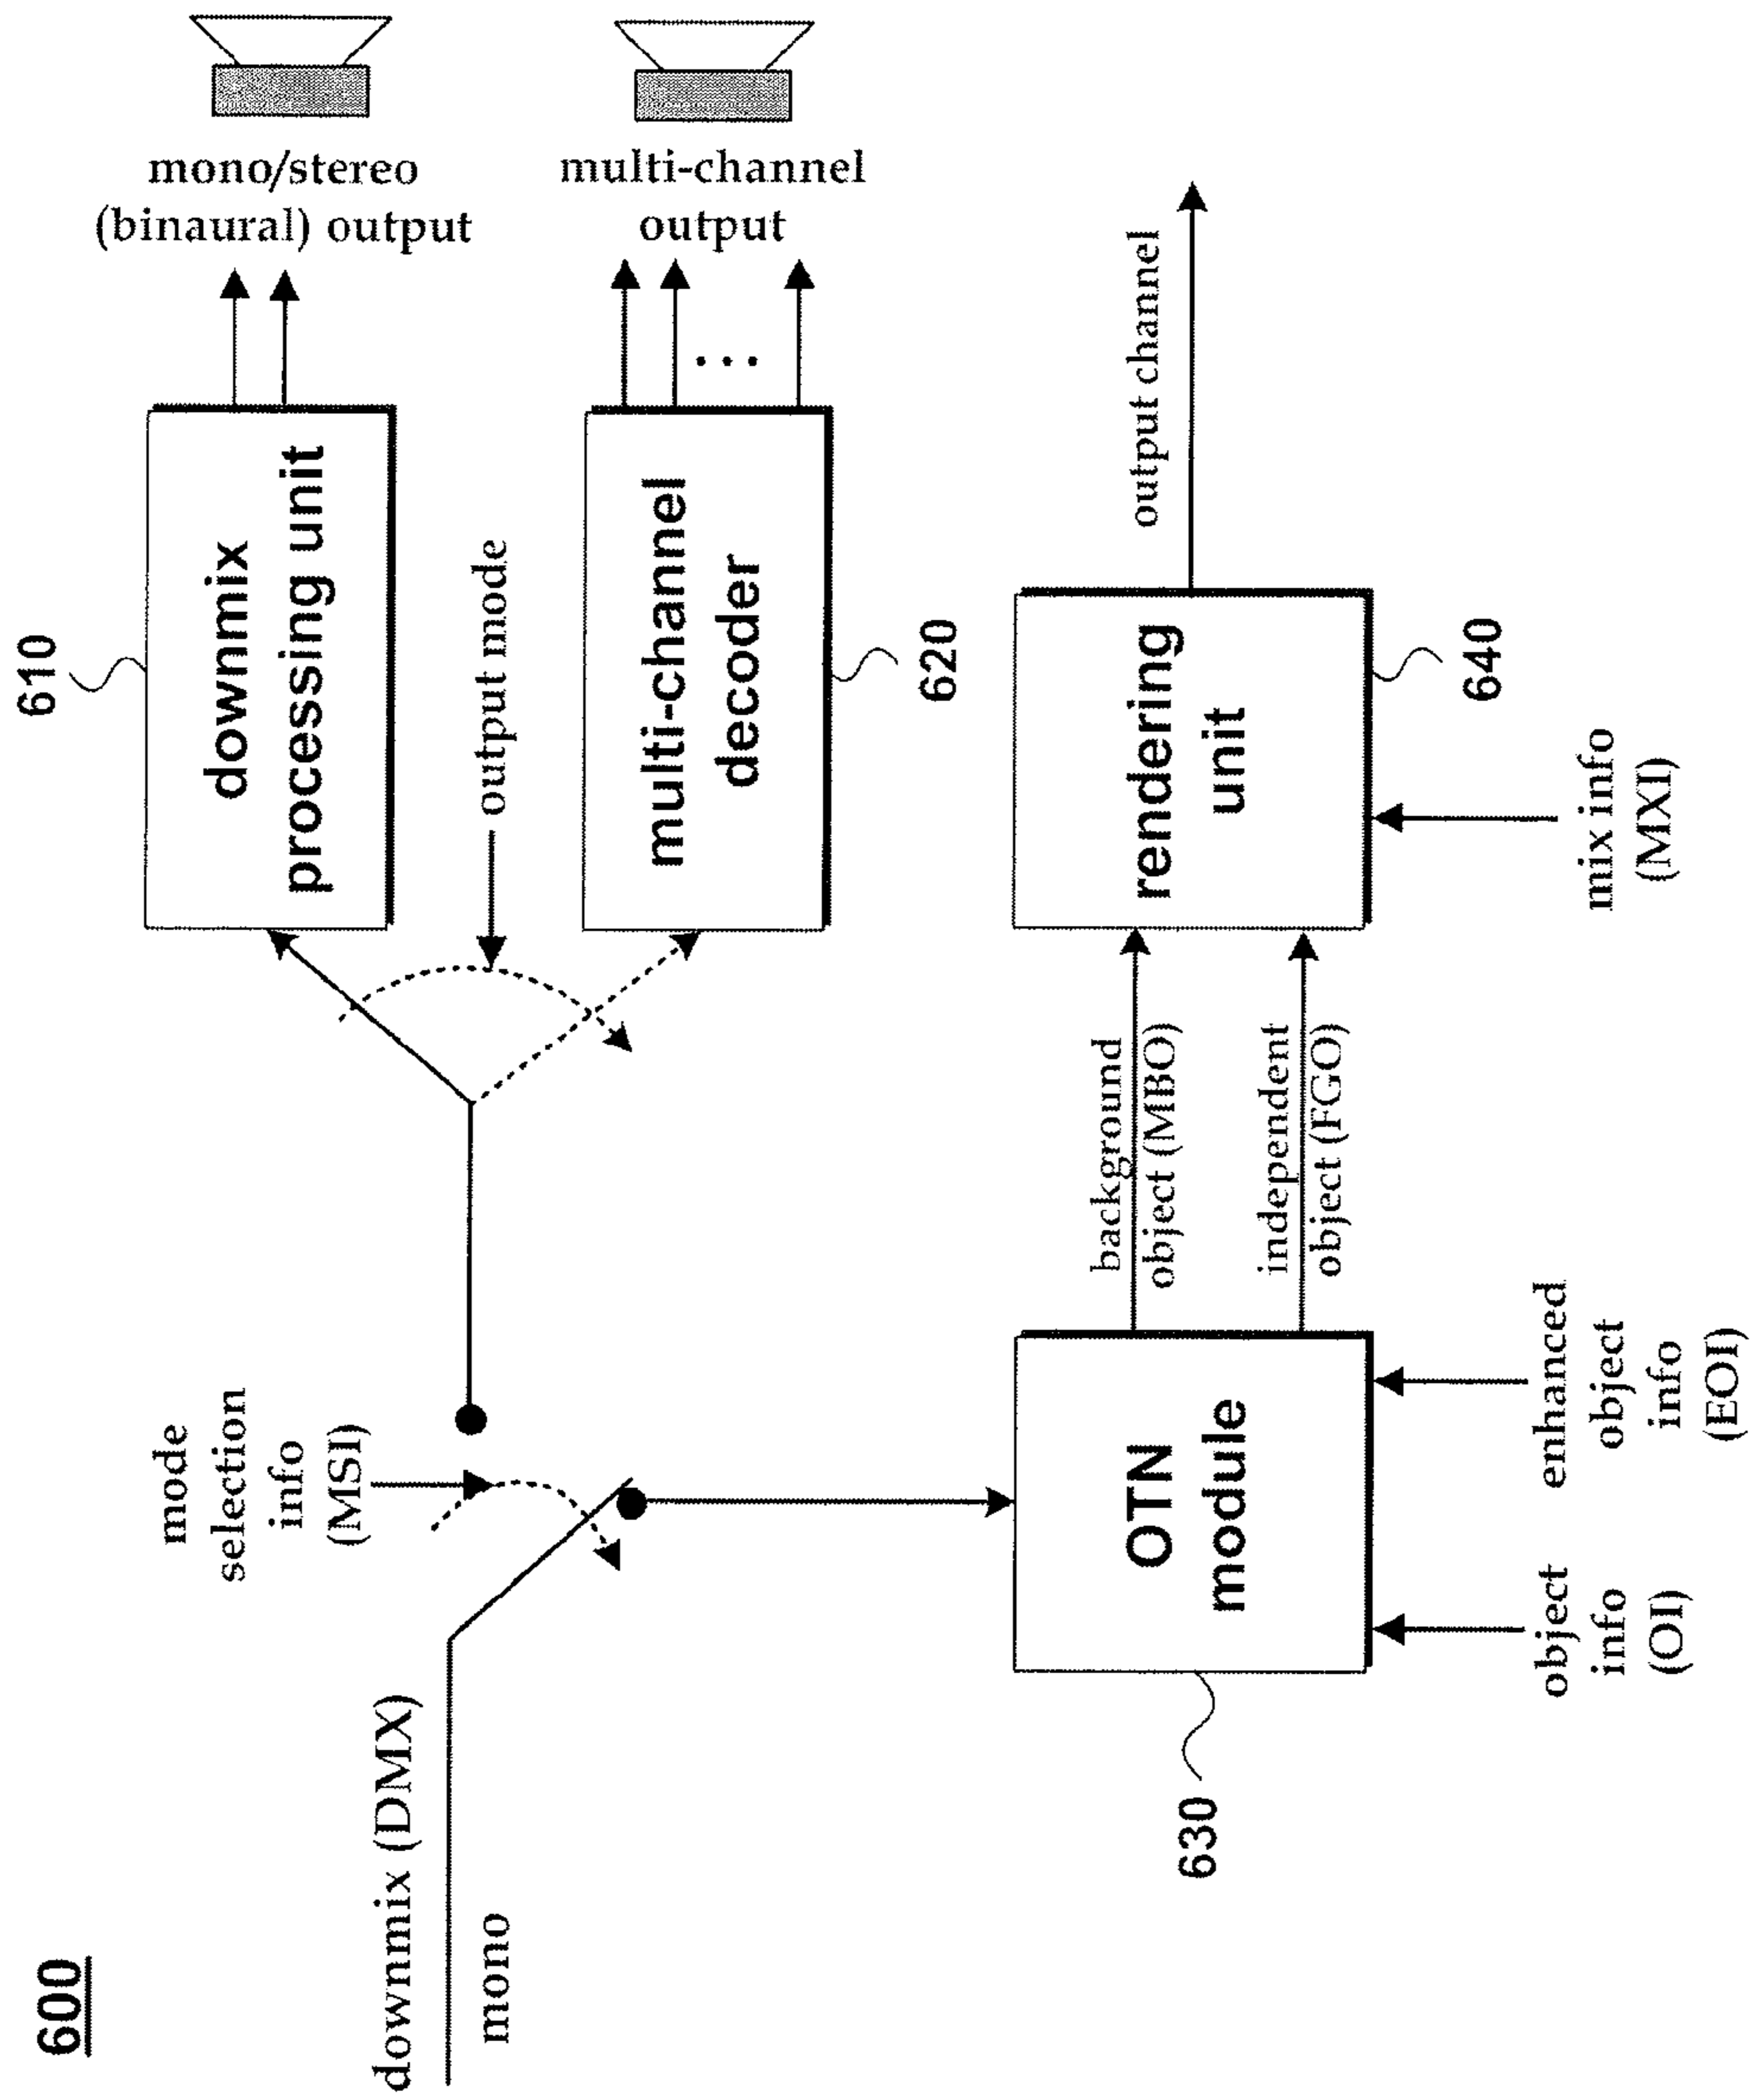 600
downmix (DMX)
mono
mode
selection
info
(MSI)
output mode
610
downmix
processing unit
mono/stereo
(binaural) output
multi-channel
decoder
620
multi-channel
output
630
OTN
module
object
info
(OI)
enhanced
object
info
(EOI)
background
object (MBO)
independent
object (FGO)
rendering
unit
640
mix info
(MXI)
output channel